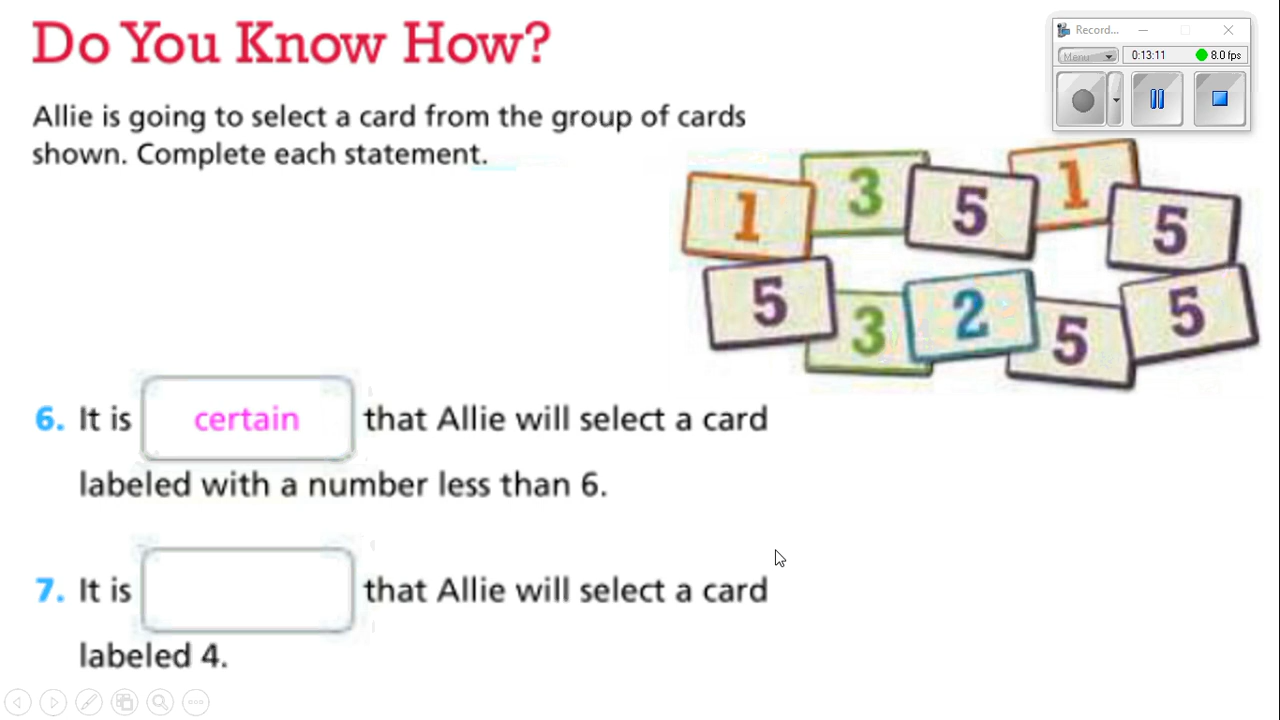 Do You Know How?
Record...
Menu
0:13:11
8.0 fps
Allie is going to select a card from the group of cards
shown. Complete each statement.
1 3 5 1 5
5 3 2 5 5
6. It is certain that Allie will select a card
labeled with a number less than 6.
7. It is that Allie will select a card
labeled 4.